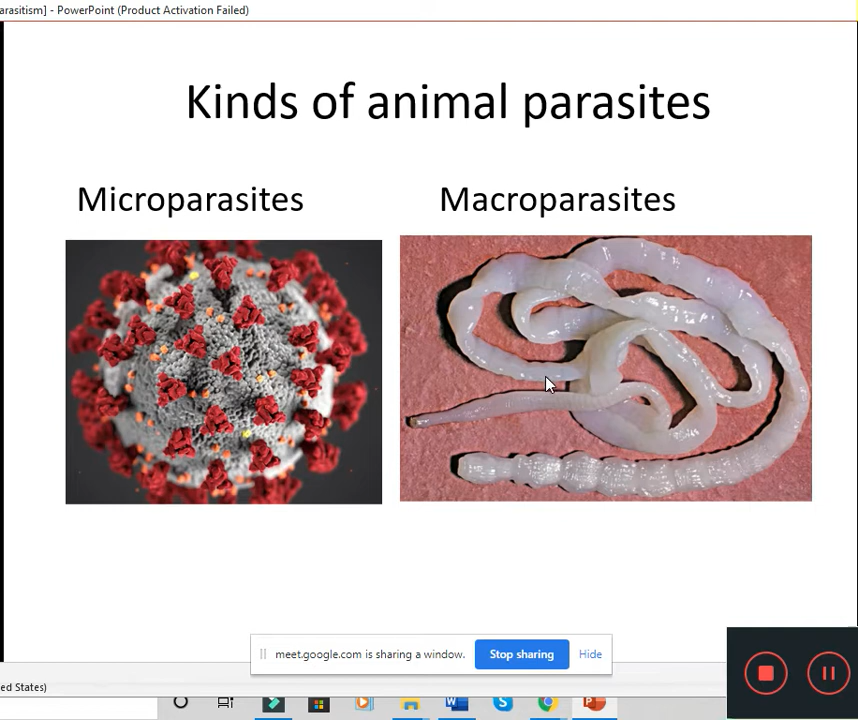 arasitism] - PowerPoint (Product Activation Failed)
Kinds of animal parasites
Microparasites
Macroparasites
meet.google.com is sharing a window.
Stop sharing
Hide
ed States)